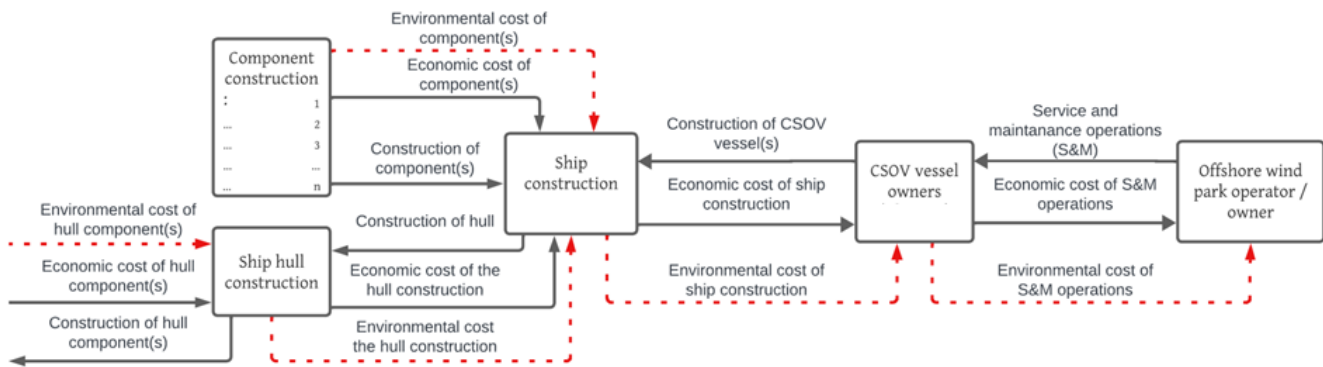 Environmental cost of
component(s)
Component
construction
:
1
...
2
...
3
...
...
...
n
Economic cost of
component(s)
Construction of
component(s)
Ship
construction
Construction of CSOV
vessel(s)
Economic cost of ship
construction
CSOV vessel
owners
Service and
maintanance operations
(S&M)
Economic cost of S&M
operations
Offshore wind
park operator /
owner
Environmental cost of
hull component(s)
Economic cost of hull
component(s)
Construction of hull
component(s)
Ship hull
construction
Construction of hull
Economic cost of the
hull construction
Environmental cost
the hull construction
Environmental cost of
ship construction
Environmental cost of
S&M operations